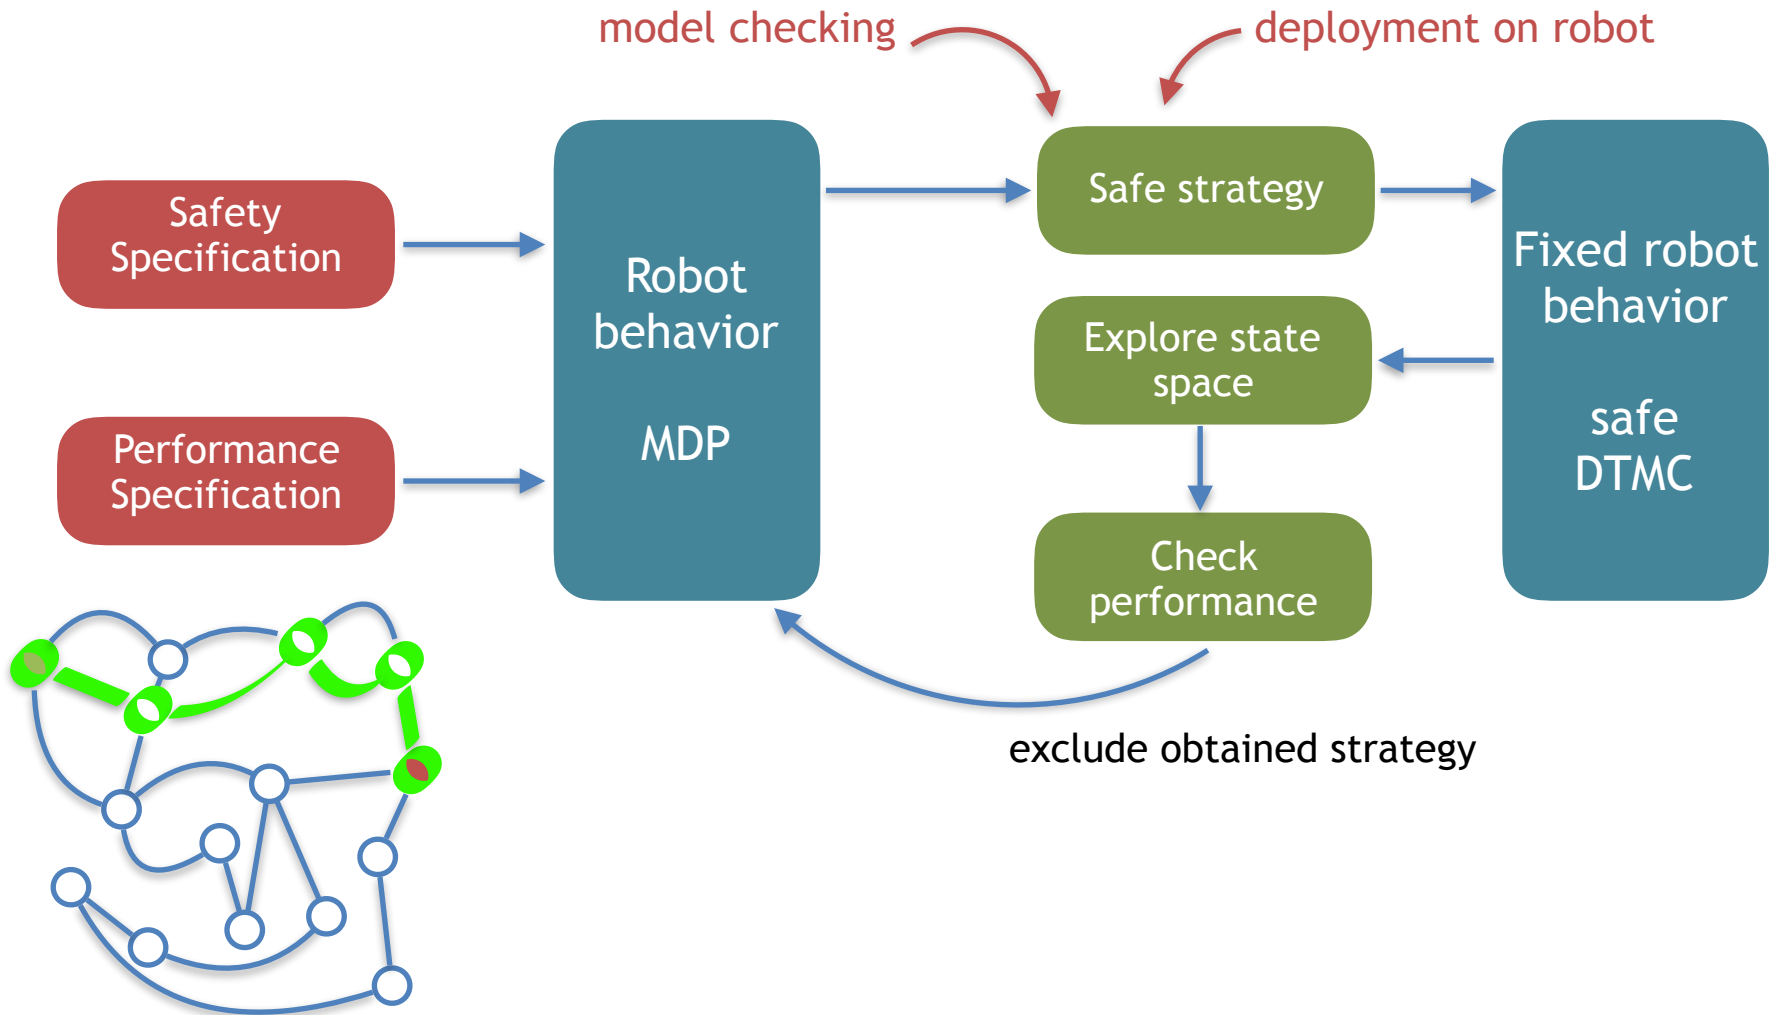 model checking
deployment on robot
Safety
Specification
Performance
Specification
Robot
behavior
MDP
Safe strategy
Explore state
space
Check
performance
Fixed robot
behavior
safe
DTMC
exclude obtained strategy